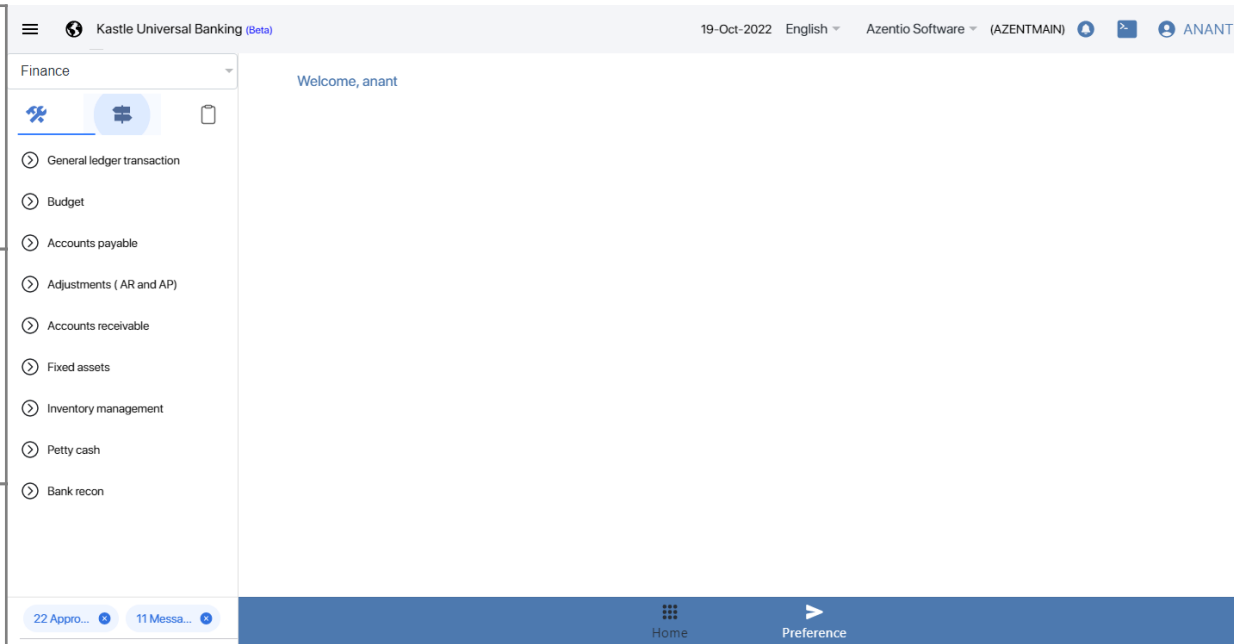 Kastle Universal Banking (Beta)
19-Oct-2022 English Azentio Software (AZENTMAIN) ANANT
Finance
Welcome, anant
General ledger transaction
Budget
Accounts payable
Adjustments ( AR and AP)
Accounts receivable
Fixed assets
Inventory management
Petty cash
Bank recon
22 Appro... 11 Messa...
Home Preference